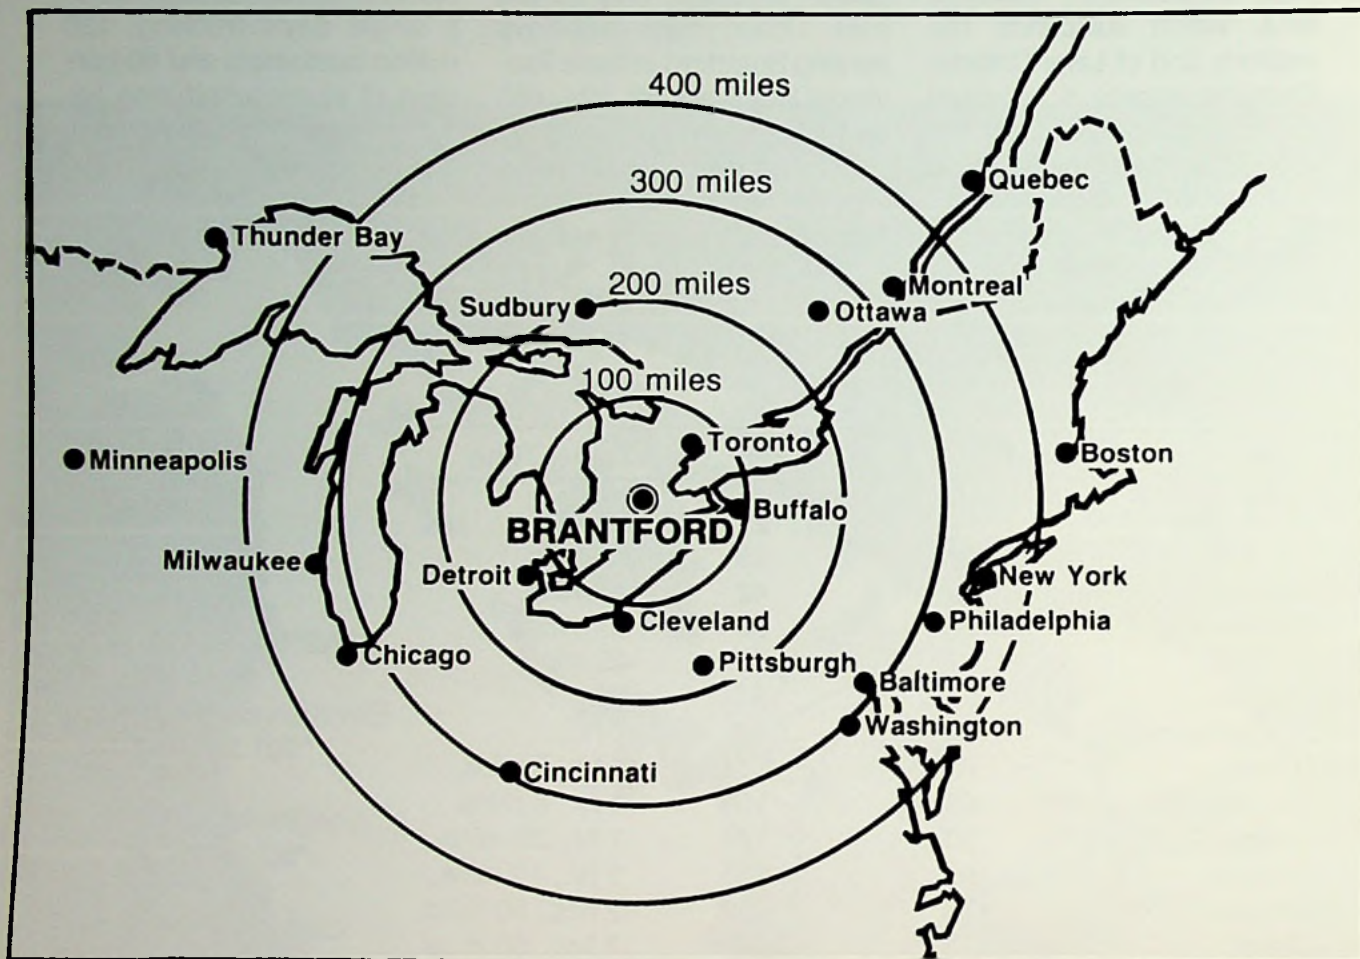 400 miles
300 miles
Quebec
Thunder Bay
200 miles
Montreal
Sudbury
Ottawa
100 miles
Toronto
Boston
Minneapolis
Buffalo
BRANTFORD
Milwaukee
Detroit
New York
Cleveland
Philadelphia
Chicago
Pittsburgh
Baltimore
Washington
Cincinnati